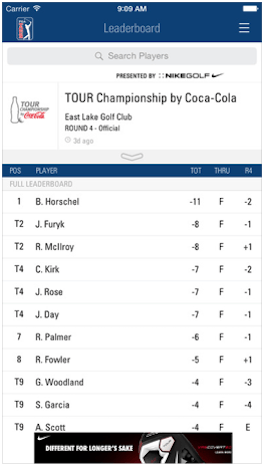 Carrier 9:09 AM
PGA TOUR
Leaderboard
Search Players
PRESENTED BY NIKEGOLF
TOUR
Championship
by Coca-Cola
TOUR Championship by Coca-Cola
East Lake Golf Club
ROUND 4 - Official
3d ago
POS PLAYER TOT THRU R4
FULL LEADERBOARD
1 B. Horschel -11 F -2
T2 J. Furyk -8 F -1
T2 R. McIlroy -8 F +1
T4 C. Kirk -7 F -2
T4 J. Rose -7 F -1
T4 J. Day -7 F -1
7 R. Palmer -6 F -1
8 R. Fowler -5 F +1
T9 G. Woodland -4 F -3
T9 S. Garcia -4 F -4
T9 A. Scott -4 F E
DIFFERENT FOR LONGER'S SAKE